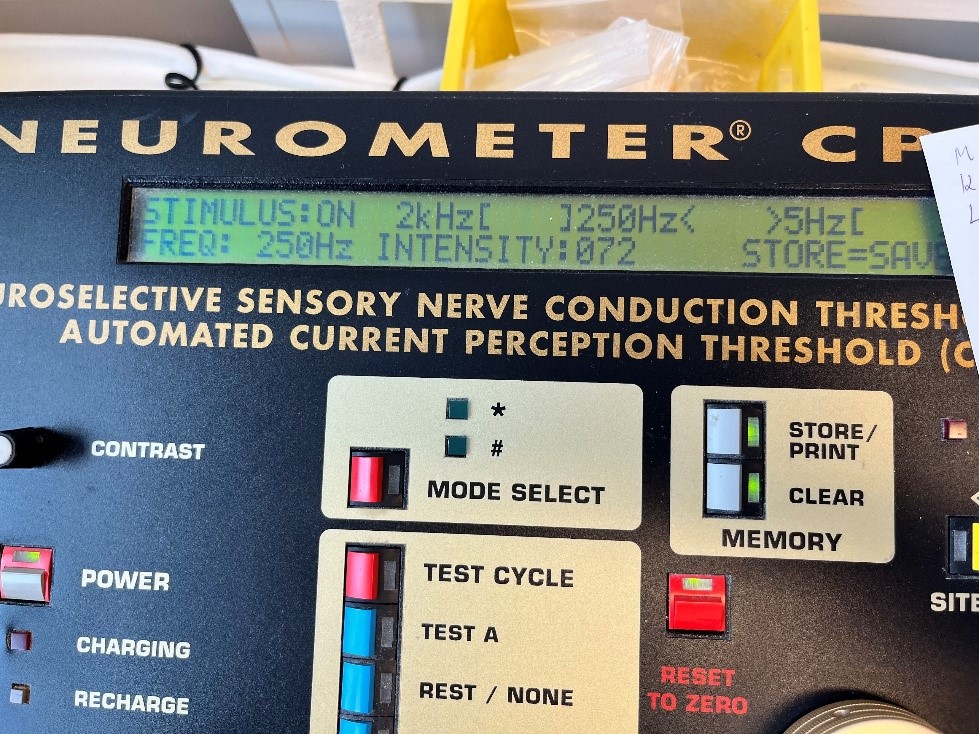 NEUROMETER® CP
STIMULUS:ON 2kHz[ ]250Hz< >5Hz[
FREQ: 250Hz INTENSITY:072 STORE=SAVE
UROSELECTIVE SENSORY NERVE CONDUCTION THRESH
AUTOMATED CURRENT PERCEPTION THRESHOLD (C
*
#
MODE SELECT
CONTRAST
STORE/
PRINT
CLEAR
MEMORY
POWER
TEST CYCLE
CHARGING
TEST A
SITE
RECHARGE
REST / NONE
RESET
TO ZERO